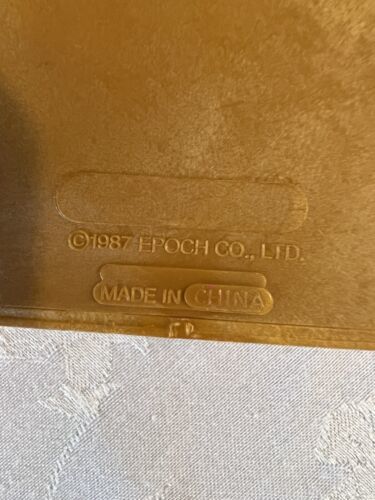 ©1987 EPOCH CO., LTD.
MADE IN CHINA